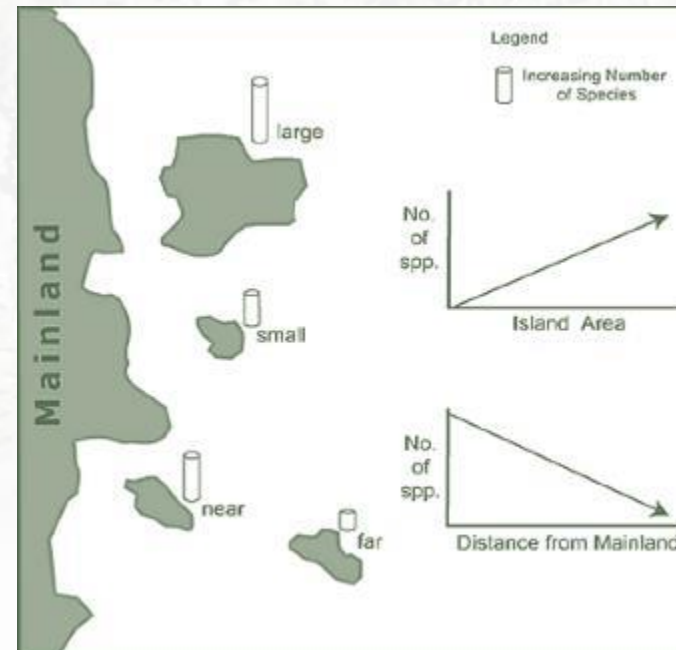 Legend
Increasing Number
of Species
large
Mainland
No.
of
spp.
Island Area
small
near
far
No.
of
spp.
Distance from Mainland